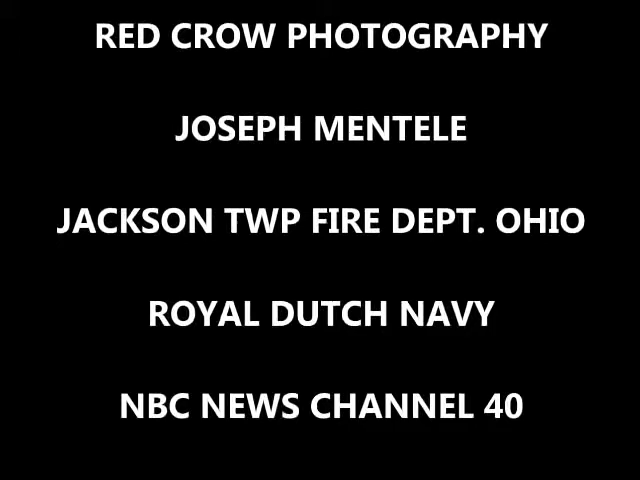 RED CROW PHOTOGRAPHY
JOSEPH MENTELE
JACKSON TWP FIRE DEPT. OHIO
ROYAL DUTCH NAVY
NBC NEWS CHANNEL 40